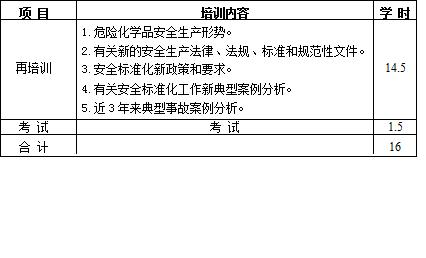 项 目 培训内容 学 时
1.危险化学品安全生产形势。
2.有关新的安全生产法律、法规、标准和规范性文件。
再培训 3.安全标准化新政策和要求。 14.5
4.有关安全标准化工作新典型案例分析。
5.近3年来典型事故案例分析。
考 试 考 试 1.5
合 计 16